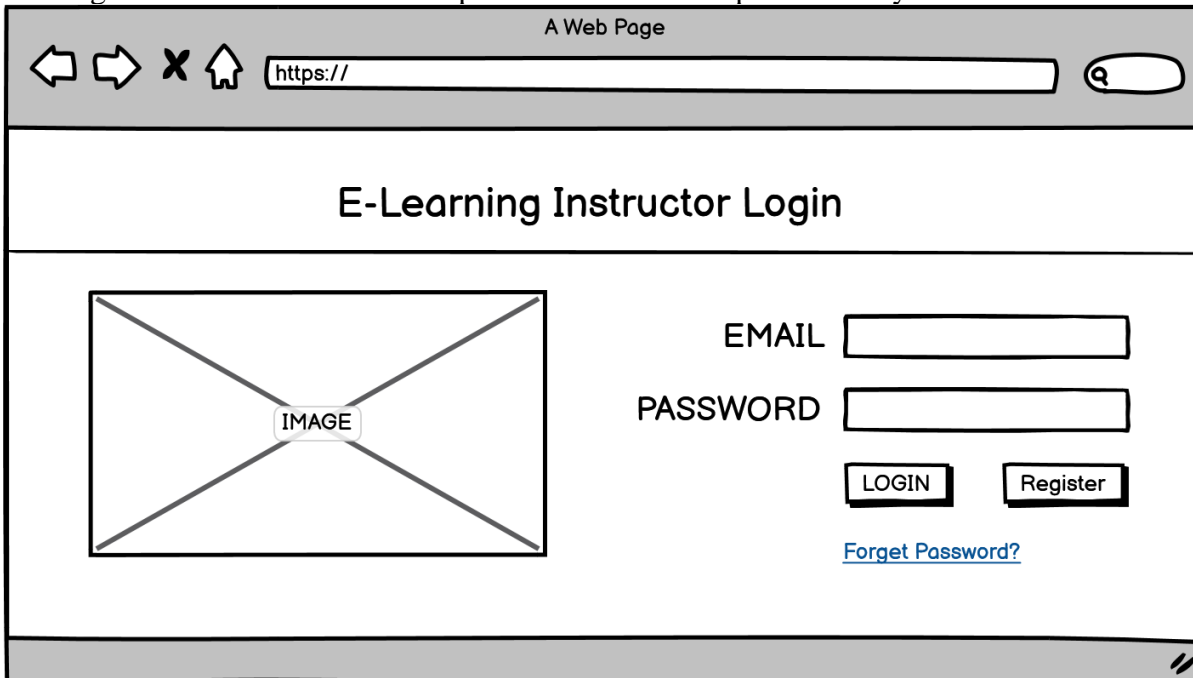 A Web Page
https://
E-Learning Instructor Login
IMAGE
EMAIL
PASSWORD
LOGIN
Register
Forget Password?